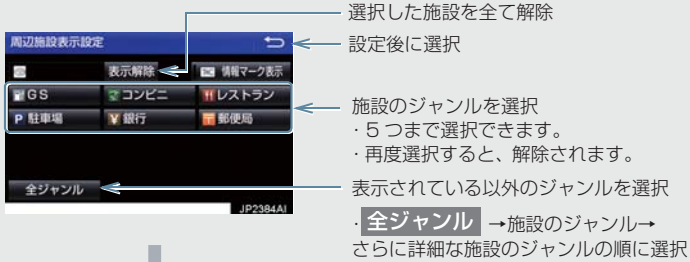 選択した施設を全て解除
周辺施設表示設定
設定後に選択
表示解除
情報マーク表示
GS
コンビニ
レストラン
P 駐車場
¥ 銀行
〒 郵便局
施設のジャンルを選択
・5 つまで選択できます。
・再度選択すると、解除されます。
全ジャンル
表示されている以外のジャンルを選択
JP2384AI
・全ジャンル →施設のジャンル→
さらに詳細な施設のジャンルの順に選択